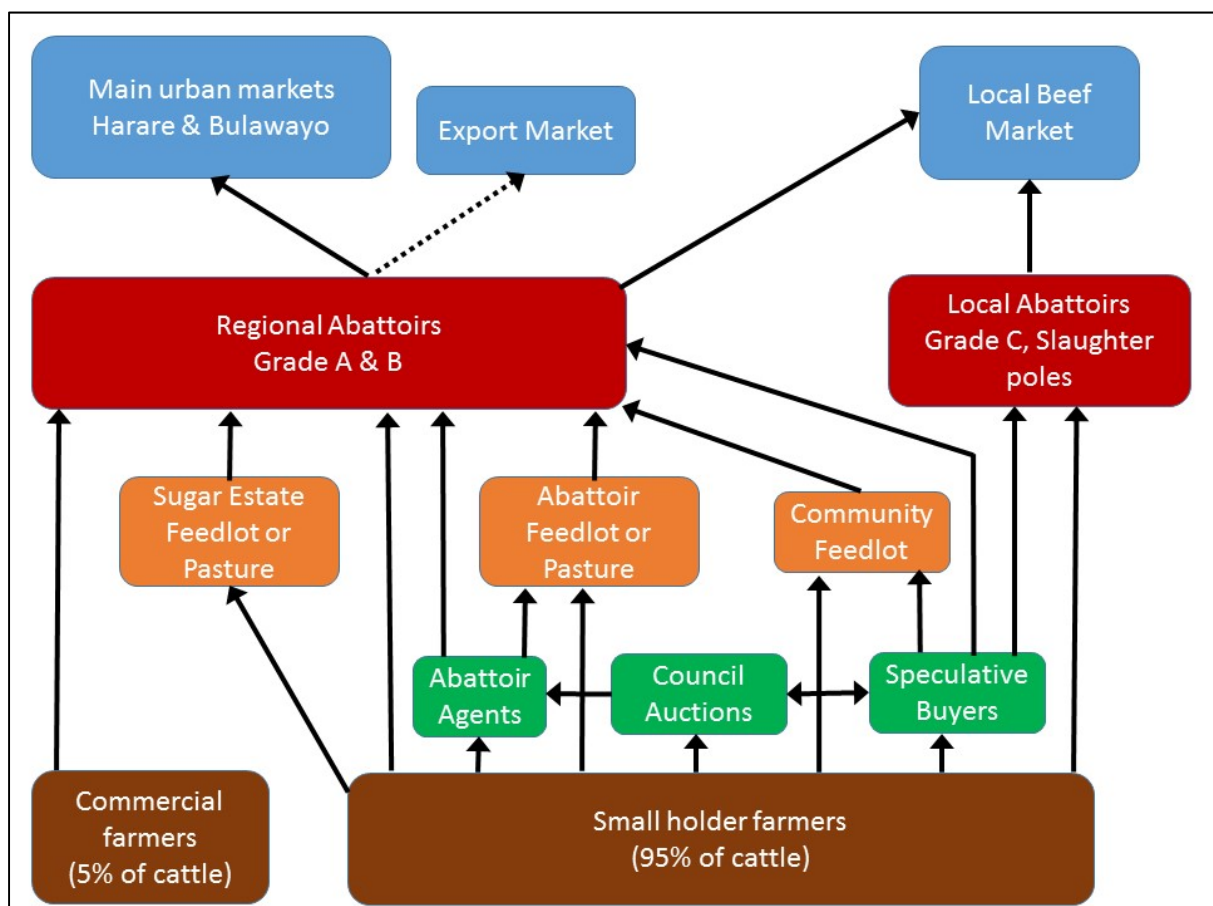 Main urban markets
Harare & Bulawayo
Export Market
Local Beef
Market
Regional Abattoirs
Grade A & B
Local Abattoirs
Grade C, Slaughter
poles
Sugar Estate
Feedlot or
Pasture
Abattoir
Feedlot or
Pasture
Community
Feedlot
Abattoir
Agents
Council
Auctions
Speculative
Buyers
Commercial
farmers
(5% of cattle)
Small holder farmers
(95% of cattle)